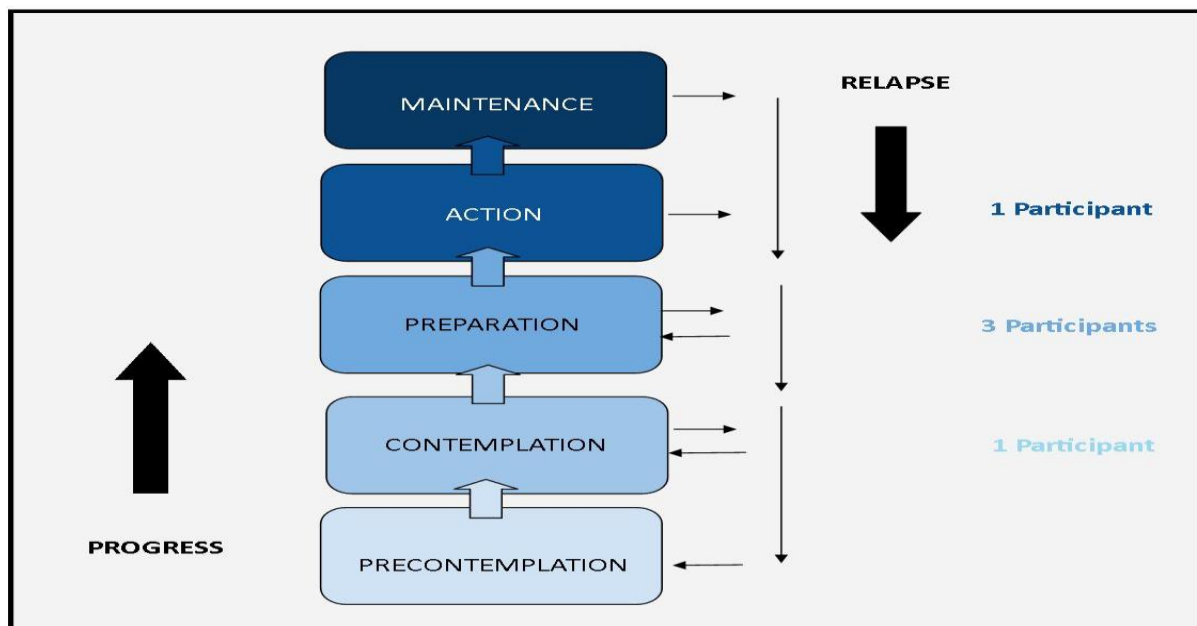 MAINTENANCE
RELAPSE
ACTION
1 Participant
PREPARATION
3 Participants
CONTEMPLATION
1 Participant
PROGRESS
PRECONTEMPLATION